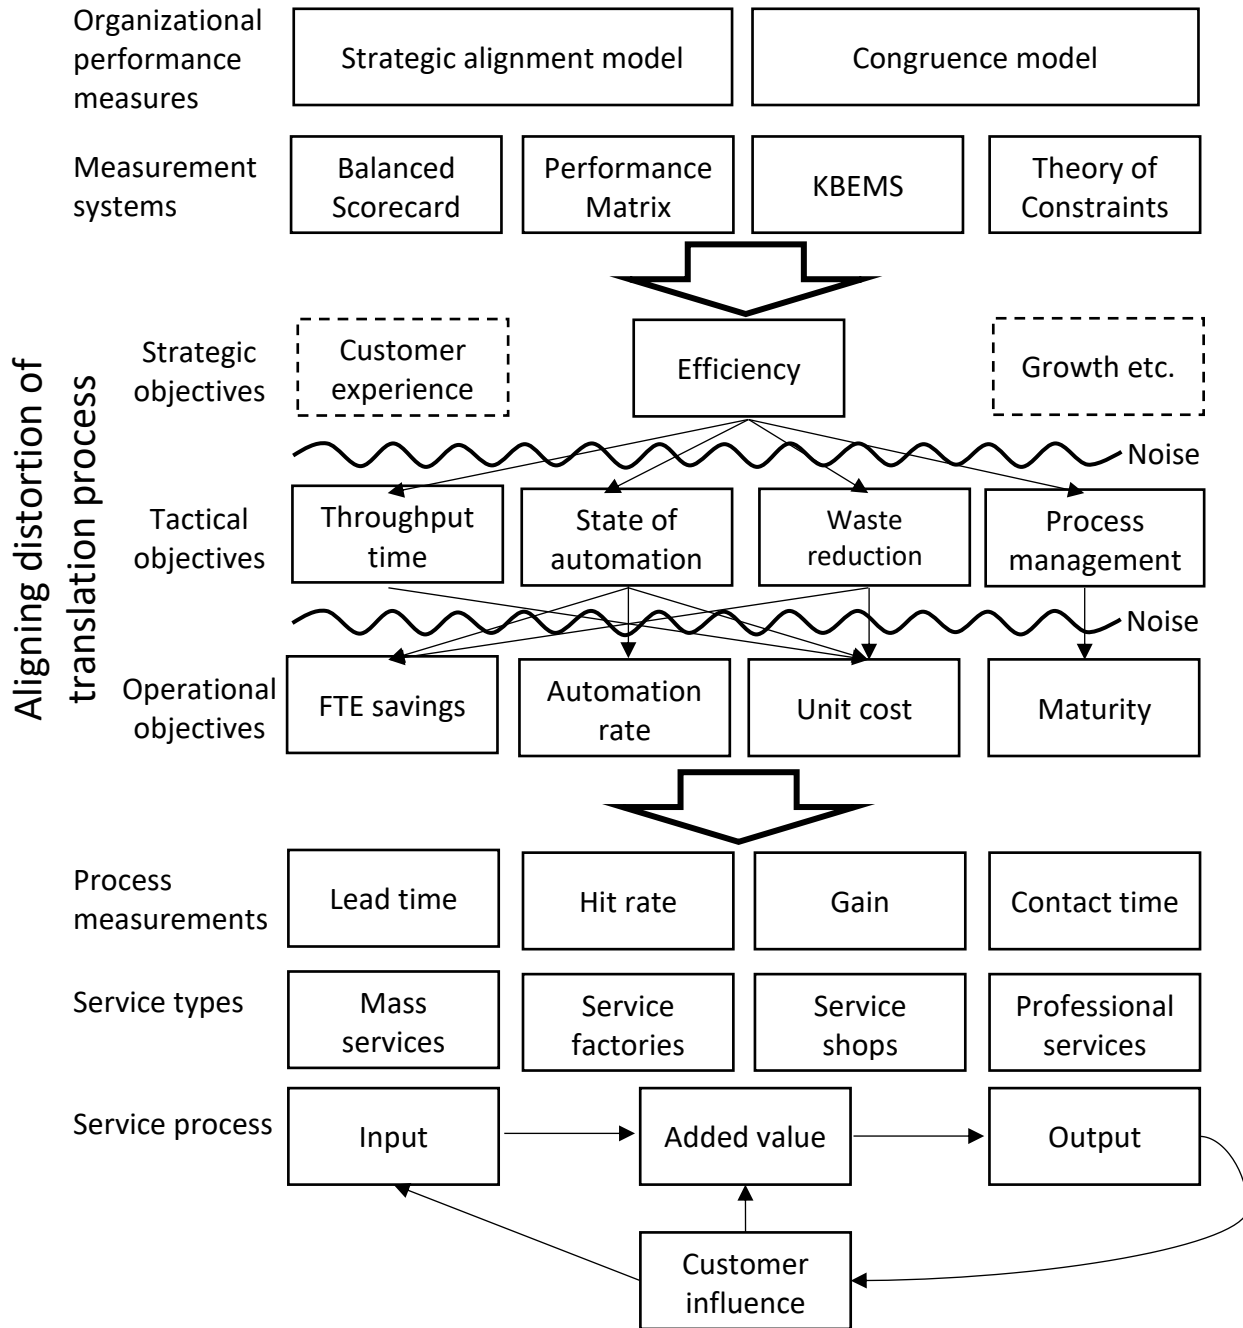 Organizational
performance
measures
Strategic alignment model
Congruence model
Measurement
systems
Balanced
Scorecard
Performance
Matrix
KBEMS
Theory of
Constraints
Aligning distortion of
translation process
Strategic
objectives
Customer
experience
Efficiency
Growth etc.
Noise
Tactical
objectives
Throughput
time
State of
automation
Waste
reduction
Process
management
Noise
Operational
objectives
FTE savings
Automation
rate
Unit cost
Maturity
Process
measurements
Lead time
Hit rate
Gain
Contact time
Service types
Mass
services
Service
factories
Service
shops
Professional
services
Service process
Input
Added value
Output
Customer
influence